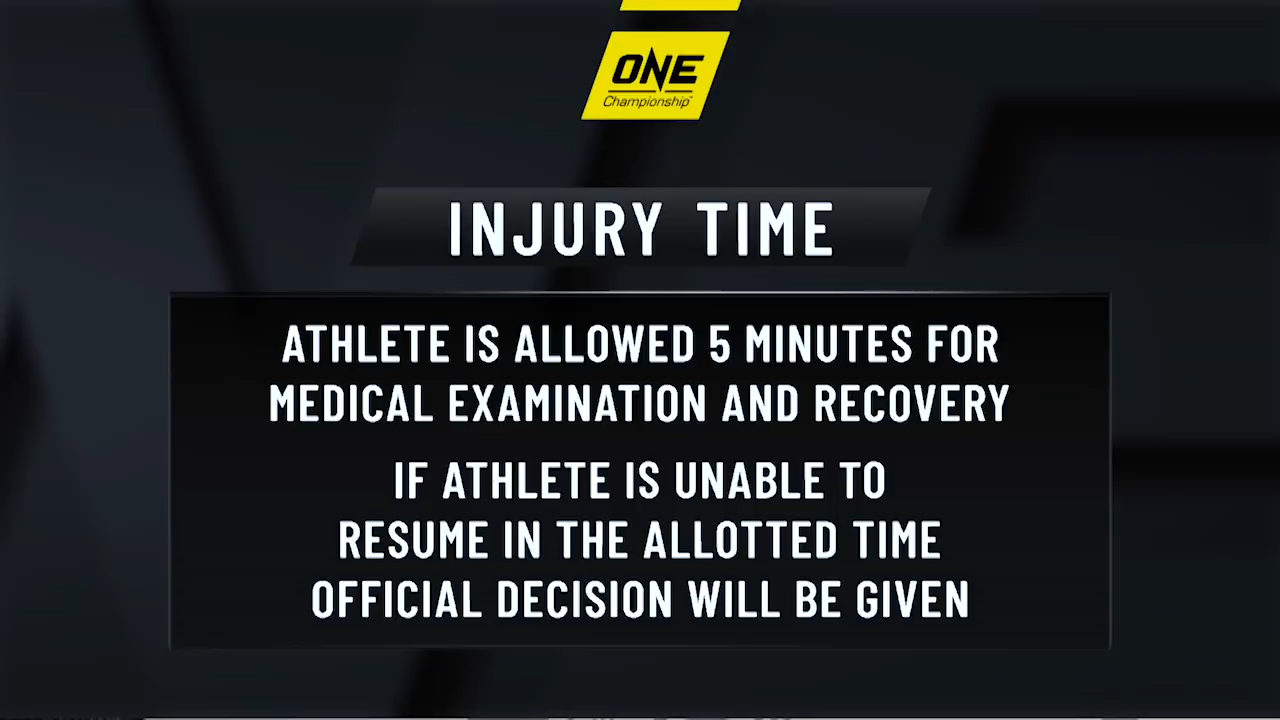 ONE
Championship™
INJURY TIME
ATHLETE IS ALLOWED 5 MINUTES FOR
MEDICAL EXAMINATION AND RECOVERY
IF ATHLETE IS UNABLE TO
RESUME IN THE ALLOTTED TIME
OFFICIAL DECISION WILL BE GIVEN